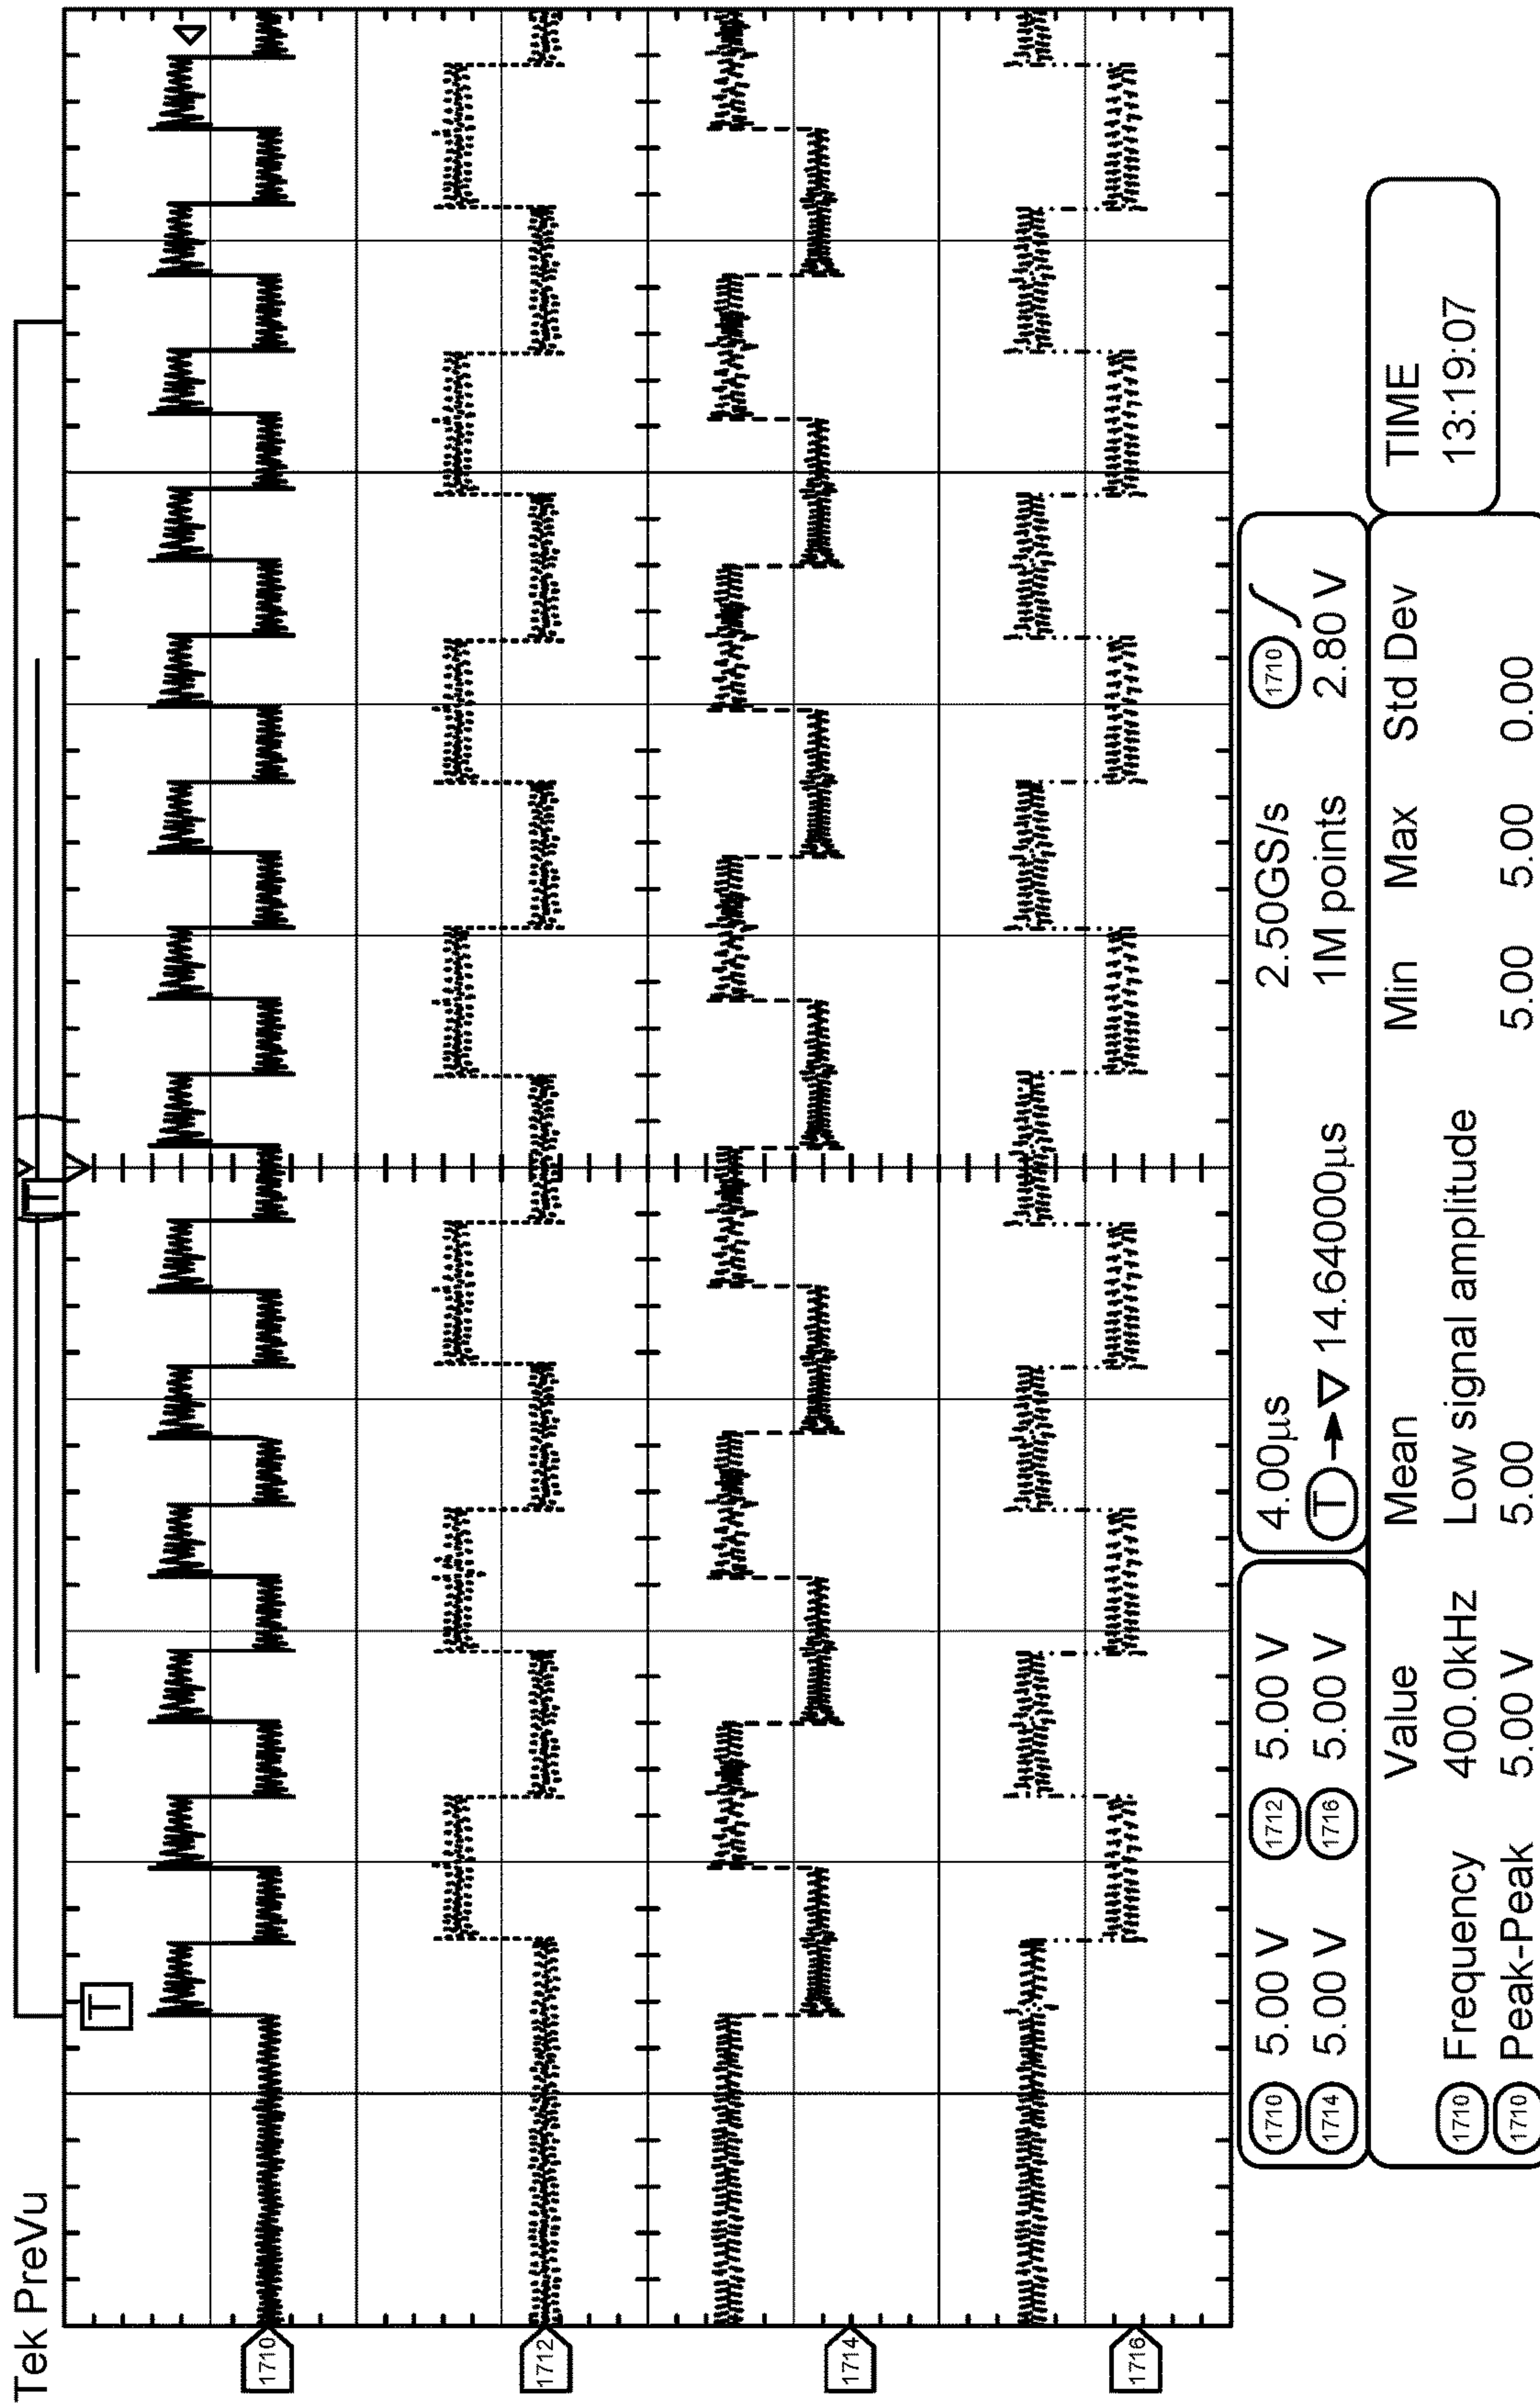 Tek PreVu
T
T
1710
1712
1714
1716
1710 5.00 V 1712 5.00 V
1714 5.00 V 1716 5.00 V
4.00µs 2.50GS/s 1710
T 14.64000µs 1M points 2.80 V
Value Mean Min Max Std Dev
1710 Frequency 400.0kHz Low signal amplitude
1710 Peak-Peak 5.00 V 5.00 5.00 5.00 0.00
TIME
13:19:07